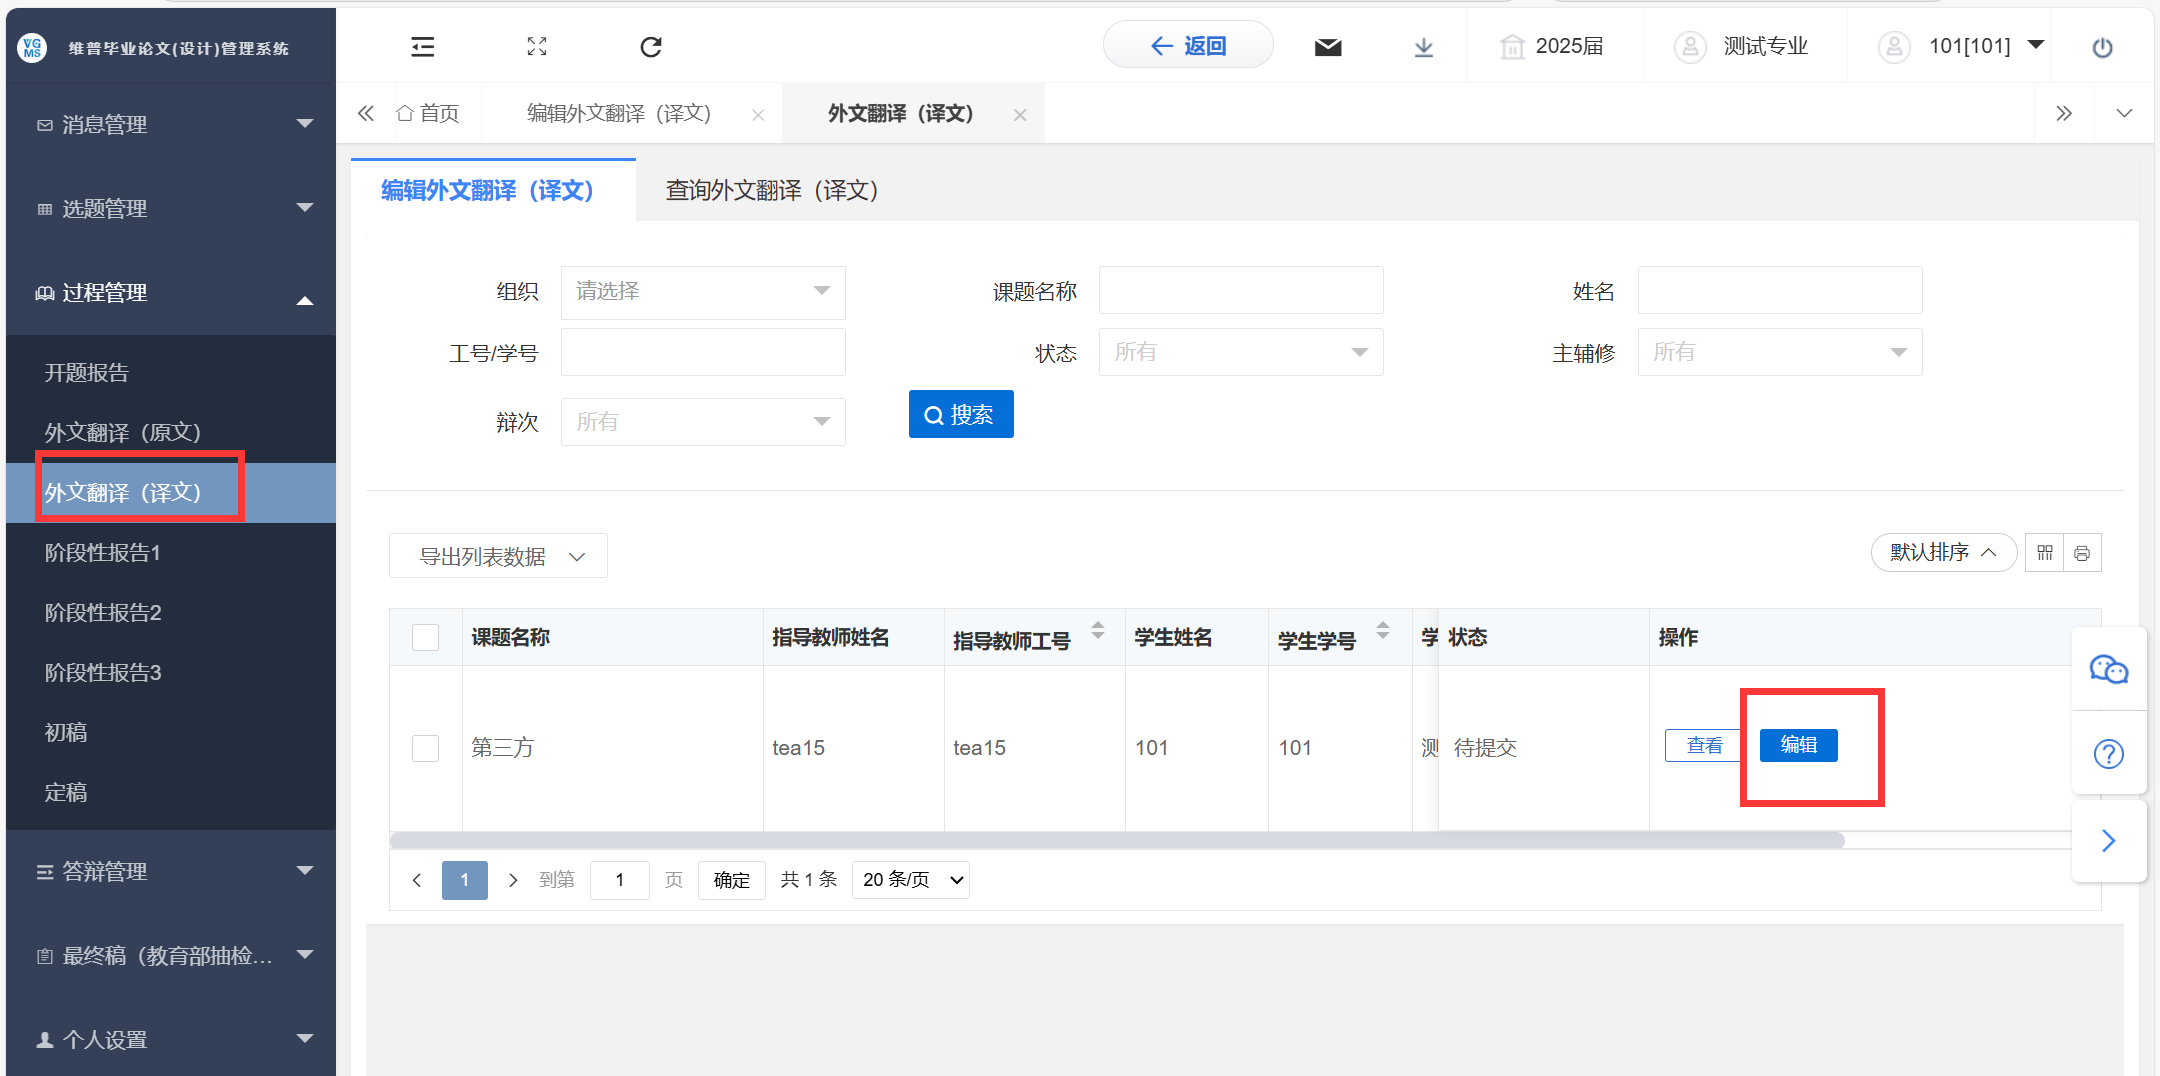 VG
MS
维普毕业论文(设计)管理系统
返回
2025届
测试专业
101[101]
首页
编辑外文翻译（译文）
外文翻译（译文）
消息管理
选题管理
过程管理
开题报告
外文翻译（原文）
外文翻译（译文）
阶段性报告1
阶段性报告2
阶段性报告3
初稿
定稿
答辩管理
最终稿（教育部抽检...
个人设置
编辑外文翻译（译文）
查询外文翻译（译文）
组织 请选择 课题名称 姓名
工号/学号 状态 所有 主辅修 所有
辩次 所有 搜索
导出列表数据 默认排序
课题名称 指导教师姓名 指导教师工号 学生姓名 学生学号 学 状态 操作
第三方 tea15 tea15 101 101 测 待提交 查看 编辑
1 到第 1 页 确定 共 1 条 20 条/页